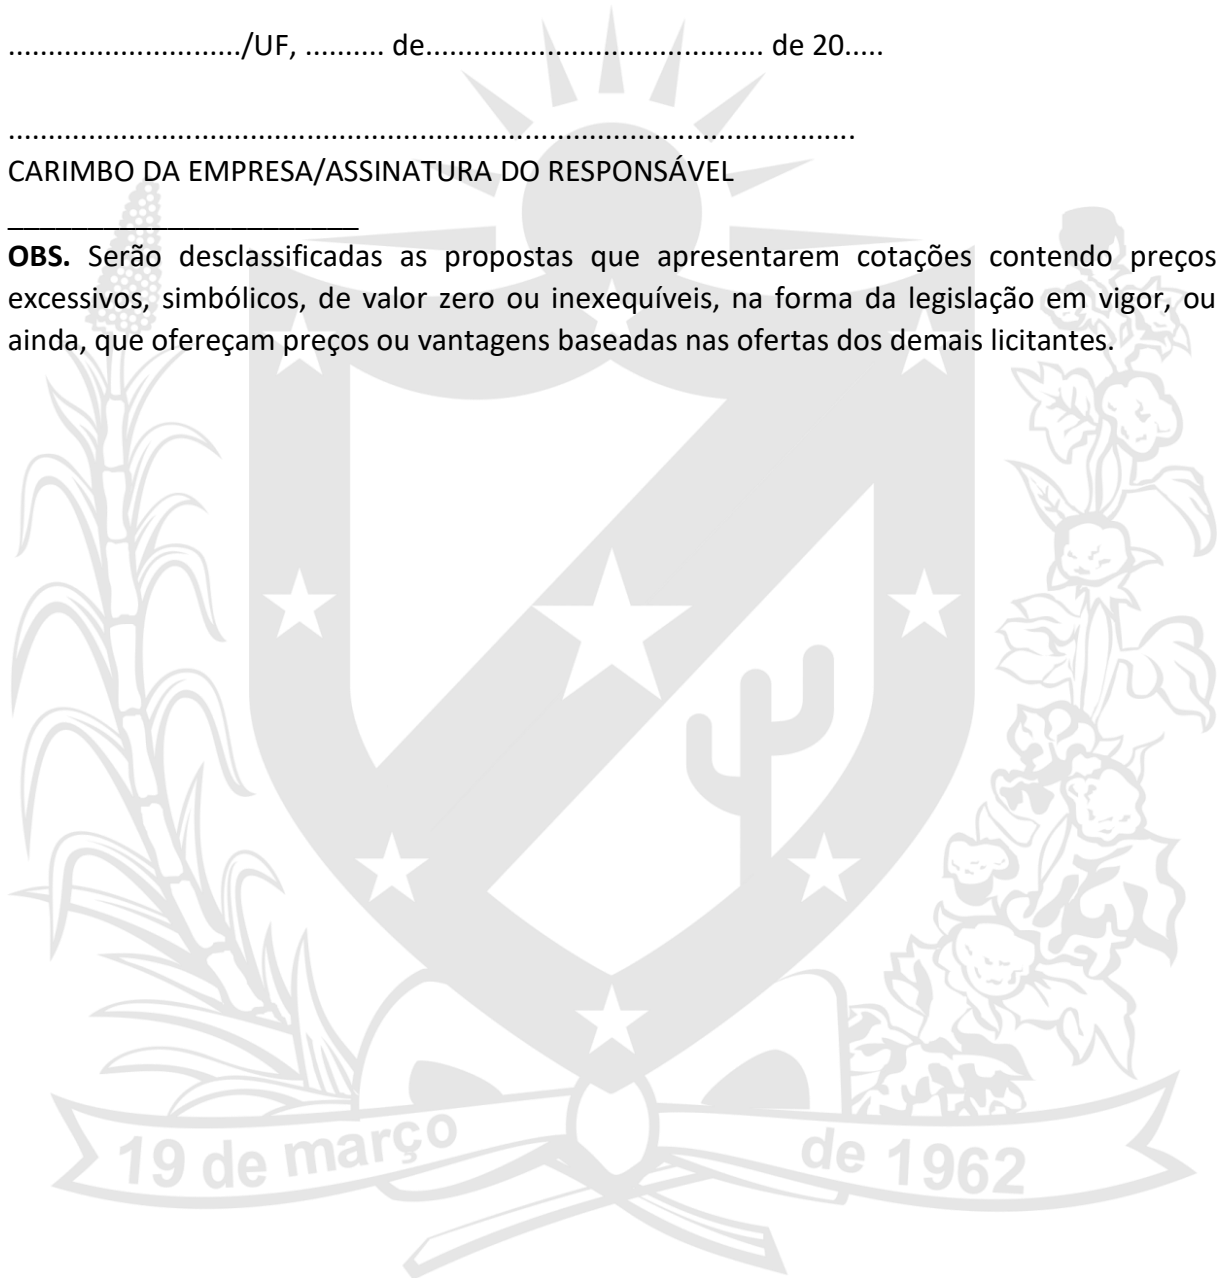 ............................./UF, .......... de.......................................... de 20.....
..........................................................................................................
CARIMBO DA EMPRESA/ASSINATURA DO RESPONSÁVEL
______________________
OBS. Serão desclassificadas as propostas que apresentarem cotações contendo preços
excessivos, simbólicos, de valor zero ou inexequíveis, na forma da legislação em vigor, ou
ainda, que ofereçam preços ou vantagens baseadas nas ofertas dos demais licitantes.
19 de março de 1962